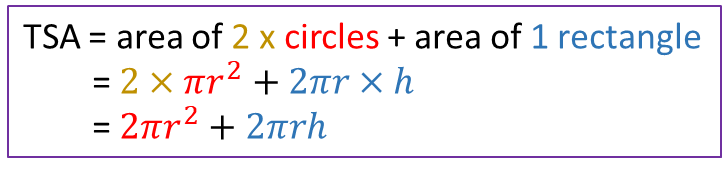 TSA = area of 2 x circles + area of 1 rectangle
= 2 × πr² + 2πr × h
= 2πr² + 2πrh